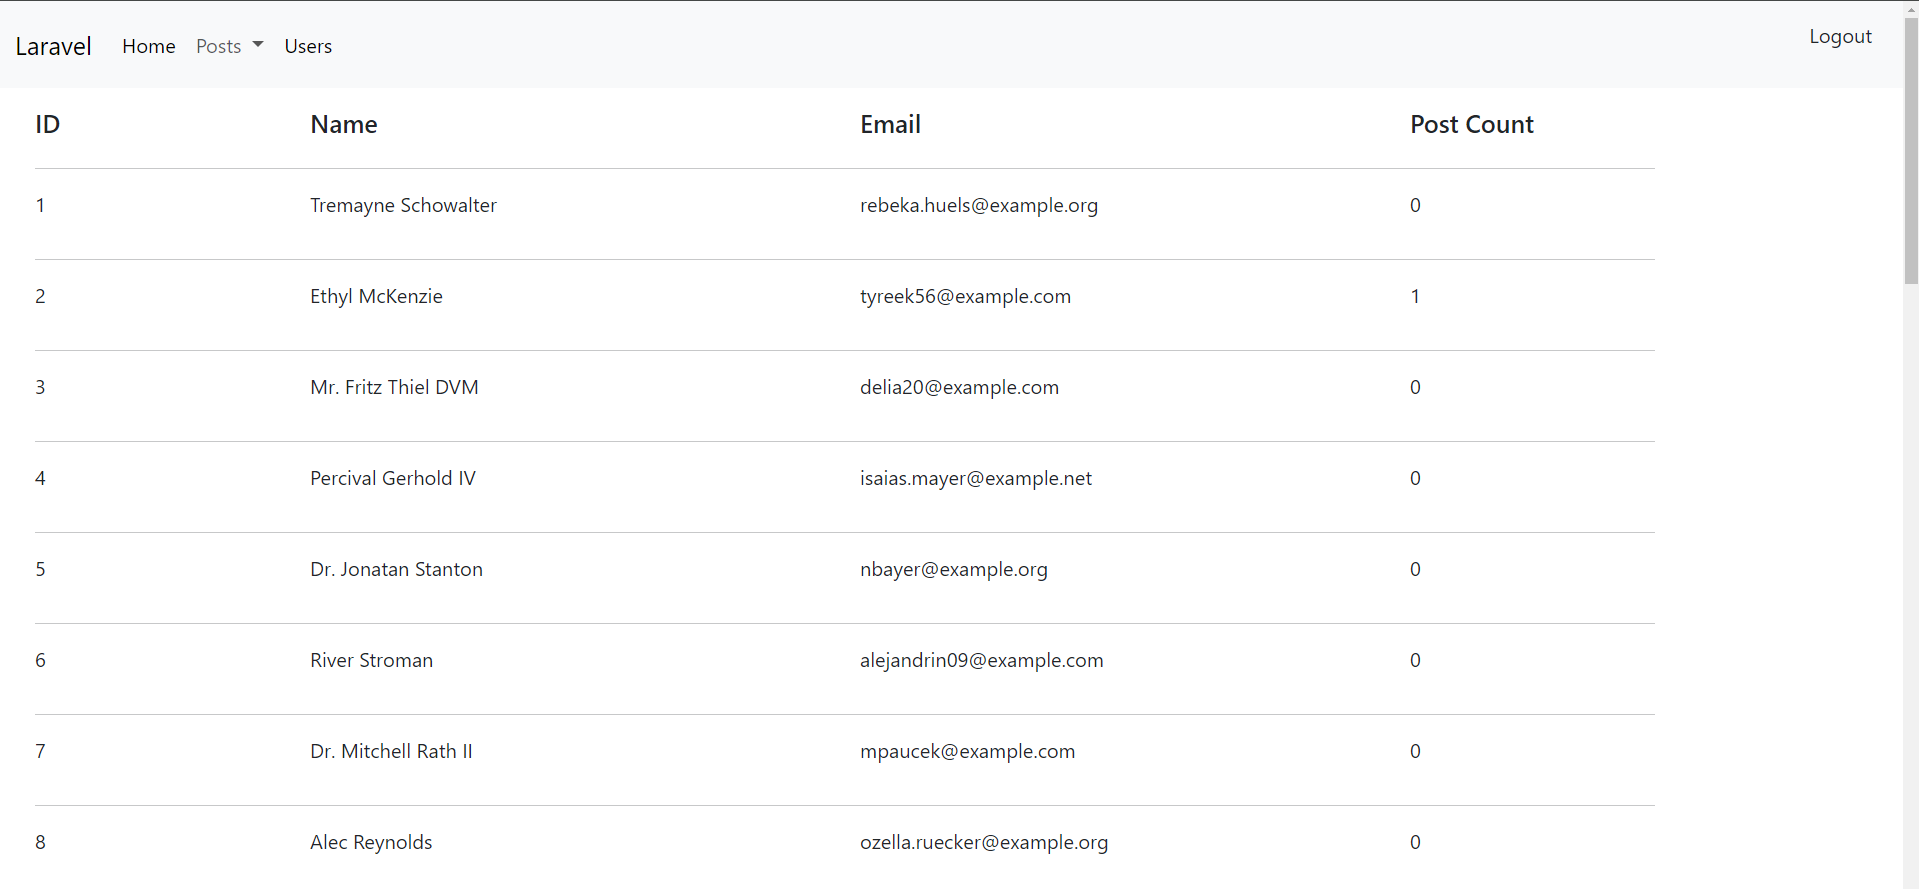 Laravel Home Posts Users Logout
ID Name Email Post Count
1 Tremayne Schowalter rebeka.huels@example.org 0
2 Ethyl McKenzie tyreek56@example.com 1
3 Mr. Fritz Thiel DVM delia20@example.com 0
4 Percival Gerhold IV isaias.mayer@example.net 0
5 Dr. Jonatan Stanton nbayer@example.org 0
6 River Stroman alejandrin09@example.com 0
7 Dr. Mitchell Rath II mpaucek@example.com 0
8 Alec Reynolds ozella.ruecker@example.org 0